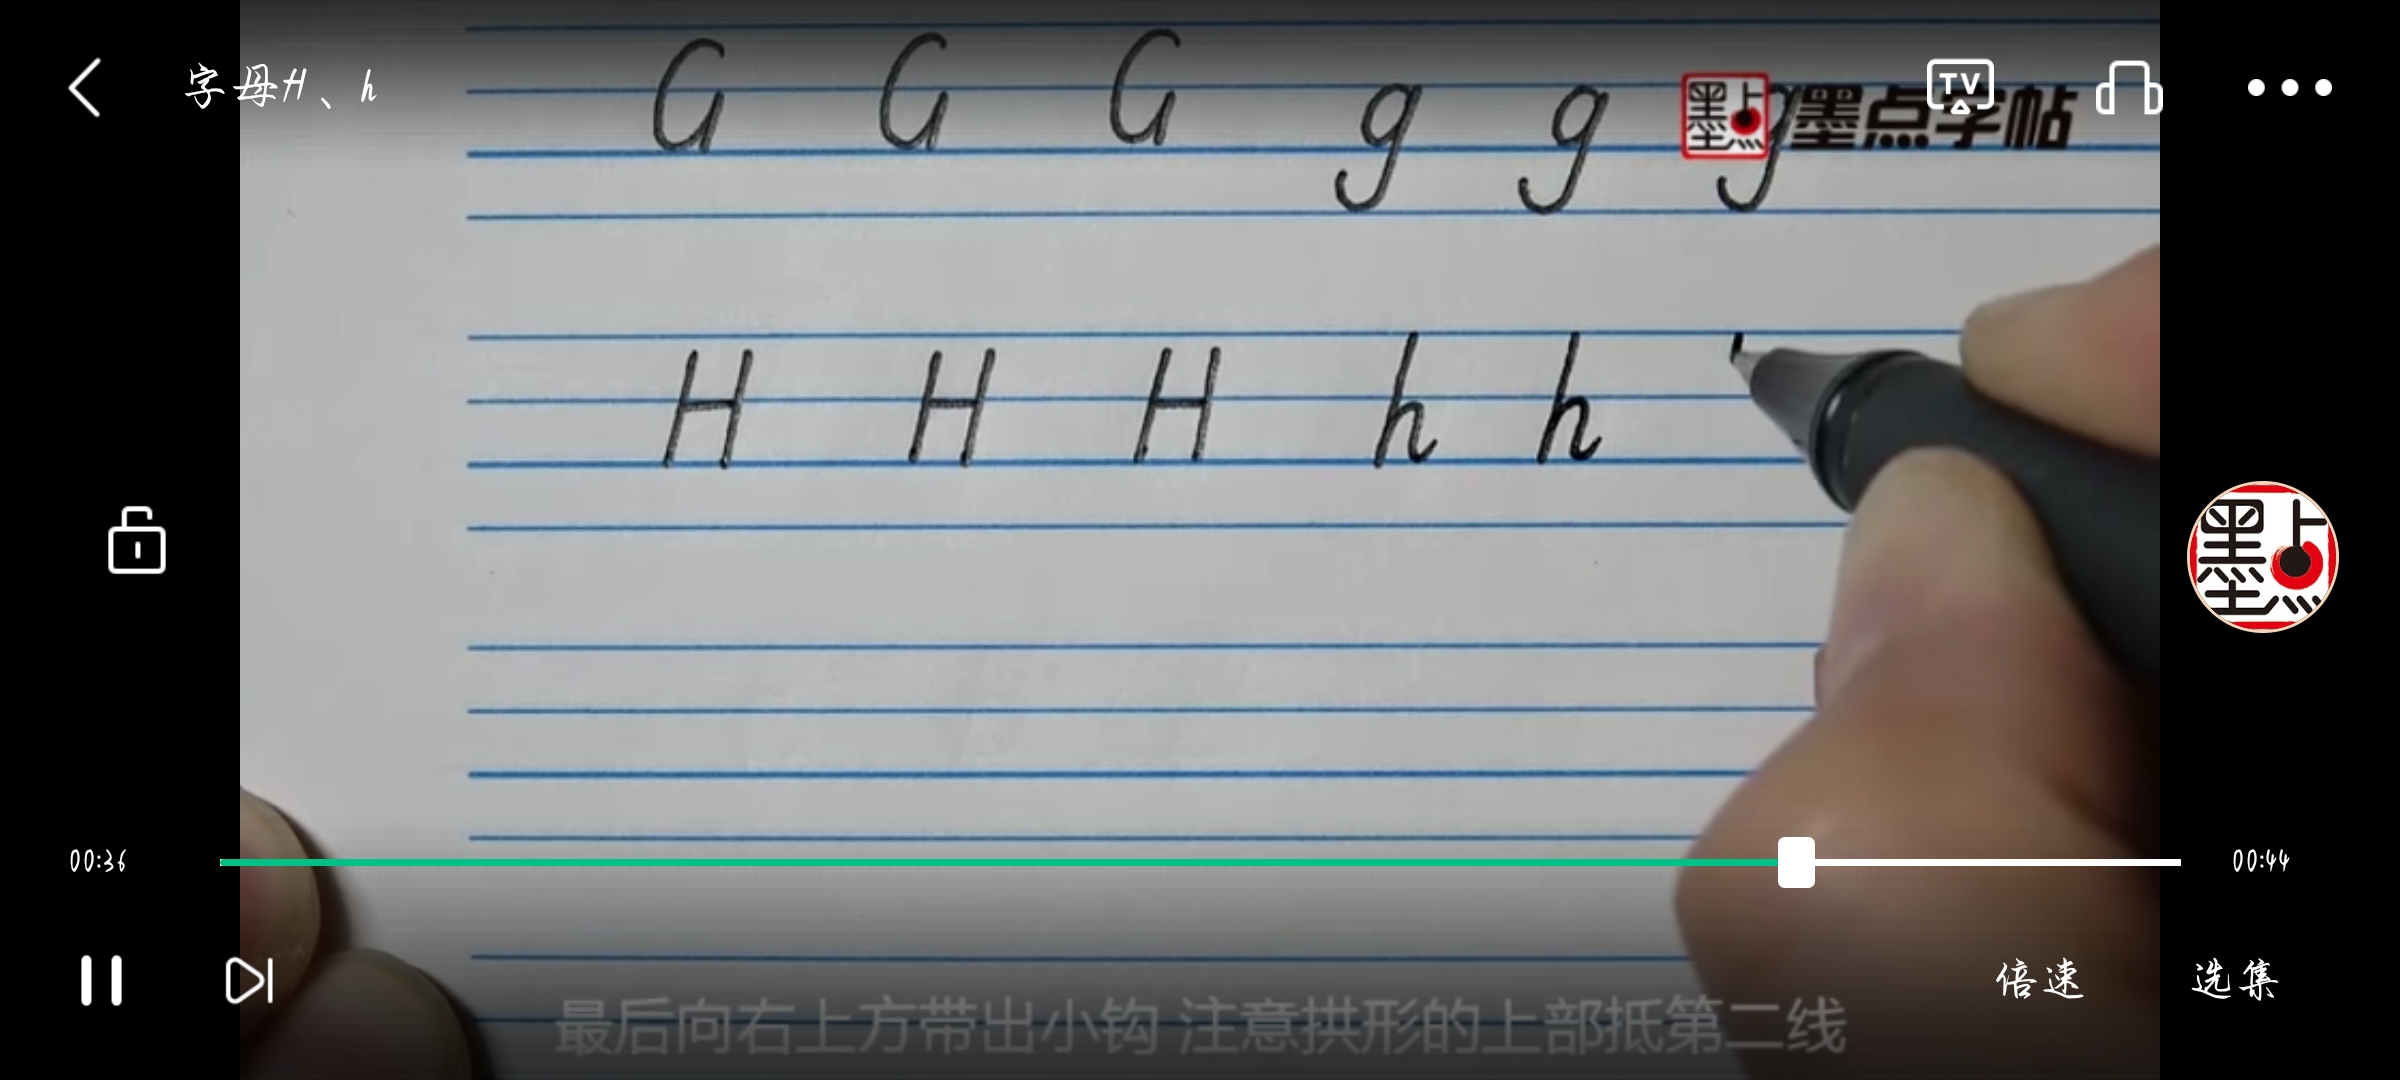 字母H、h
TV
G G G g g g
墨点
墨点字帖
H H H h h
墨点
00:36
00:44
倍速 选集
最后向右上方带出小钩 注意拱形的上部抵第二线